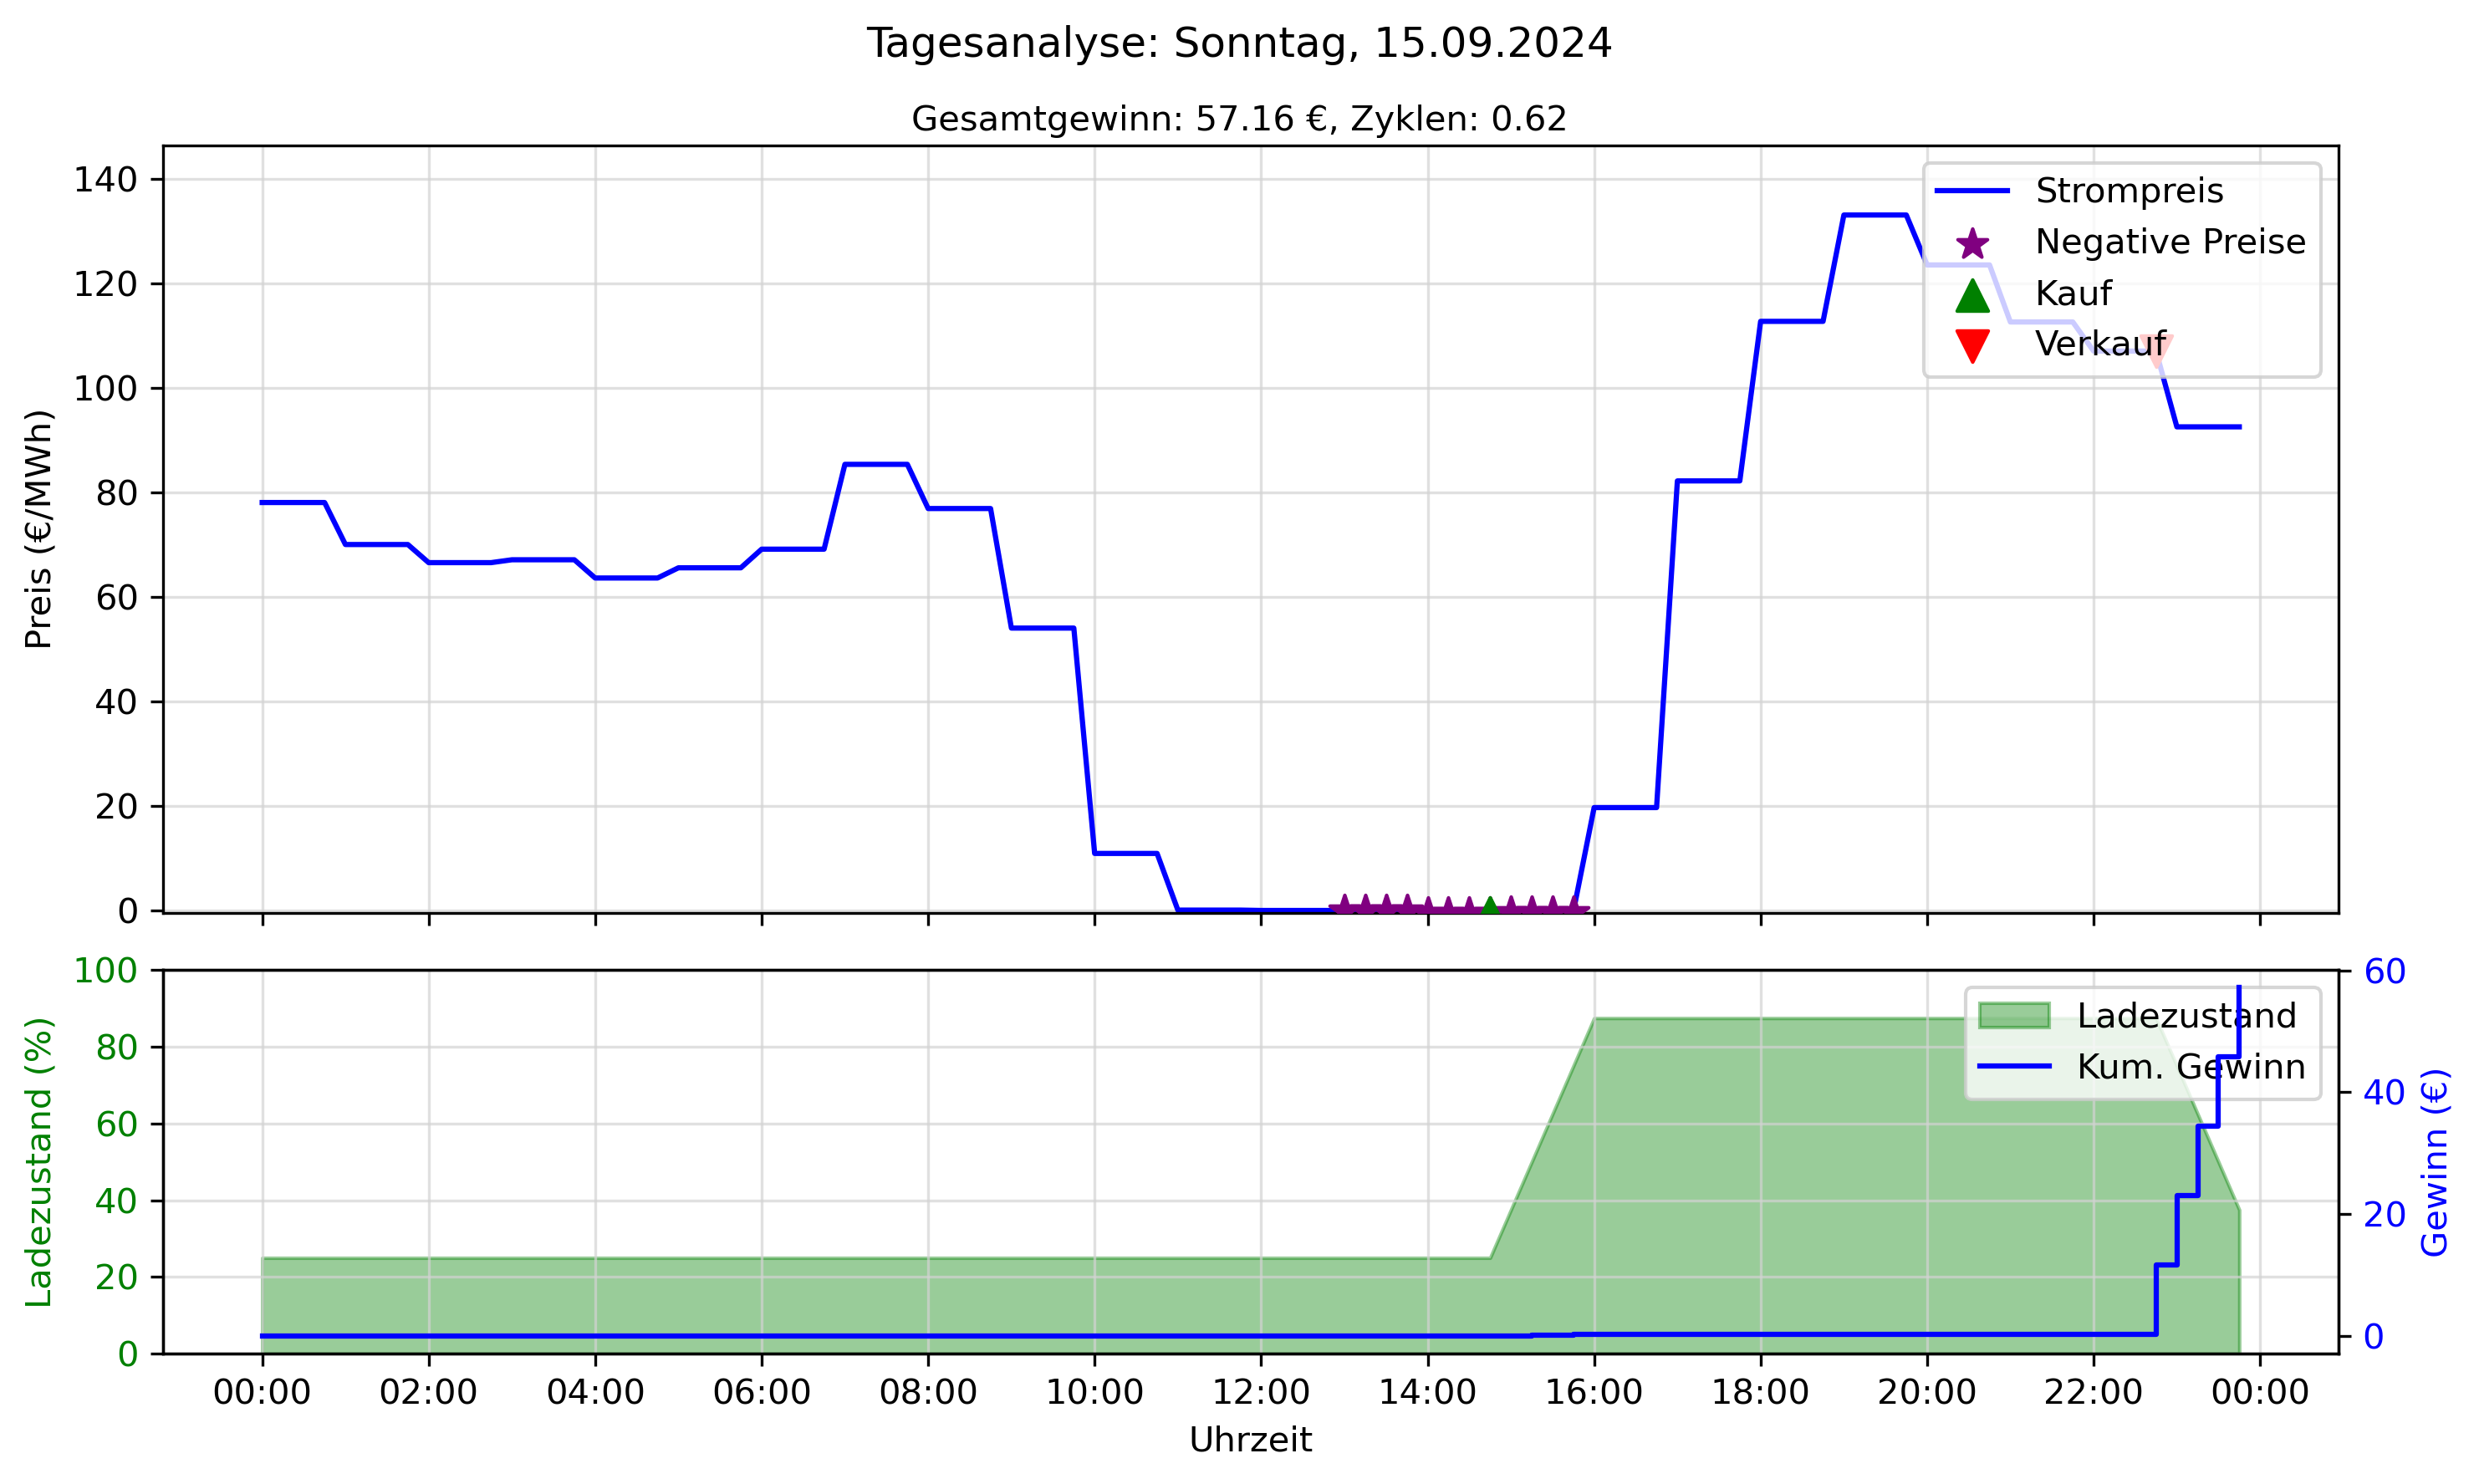 Tagesanalyse: Sonntag, 15.09.2024
Gesamtgewinn: 57.16 €, Zyklen: 0.62
Preis (€/MWh)
140
120
100
80
60
40
20
0
Strompreis
Negative Preise
Kauf
Verkauf
Ladezustand (%)
100
80
60
40
20
0
Ladezustand
Kum. Gewinn
60
40
20
0
Gewinn (€)
00:00 02:00 04:00 06:00 08:00 10:00 12:00 14:00 16:00 18:00 20:00 22:00 00:00
Uhrzeit